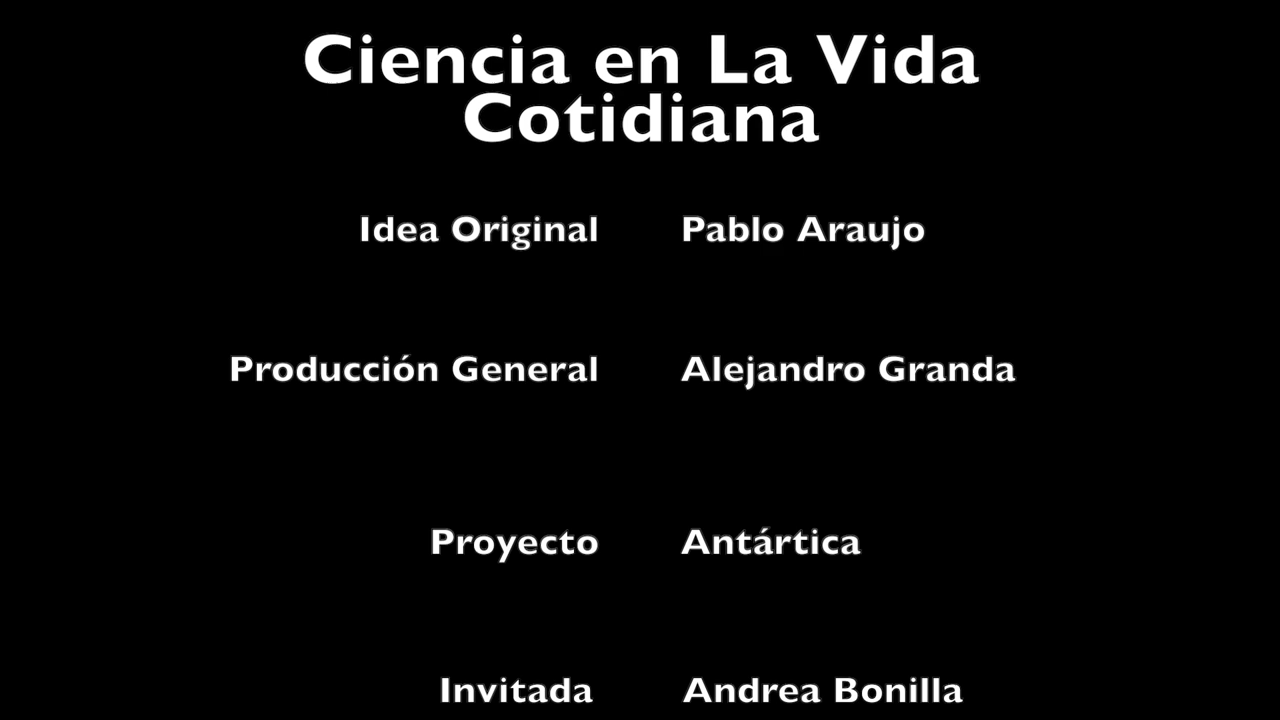 Ciencia en La Vida
Cotidiana
Idea Original Pablo Araujo
Producción General Alejandro Granda
Proyecto Antártica
Invitada Andrea Bonilla